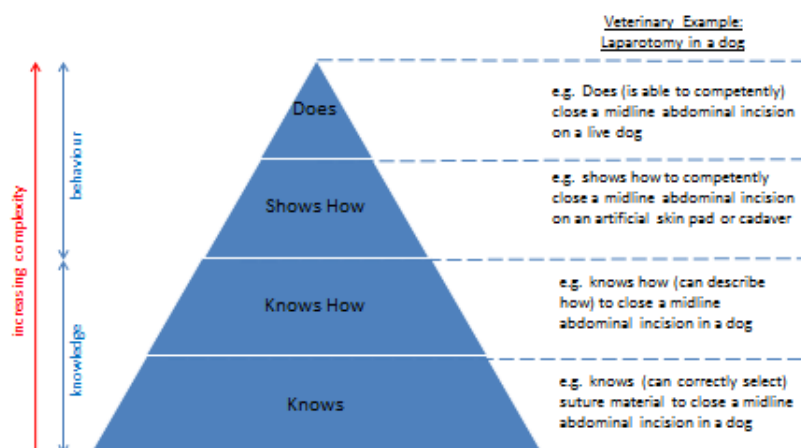 Veterinary Example:
Laparotomy in a dog
increasing complexity
behaviour
knowledge
Does
e.g. Does (is able to competently)
close a midline abdominal incision
on a live dog
Shows How
e.g. shows how to competently
close a midline abdominal incision
on an artificial skin pad or cadaver
Knows How
e.g. knows how (can describe
how) to close a midline
abdominal incision in a dog
Knows
e.g. knows (can correctly select)
suture material to close a midline
abdominal incision in a dog